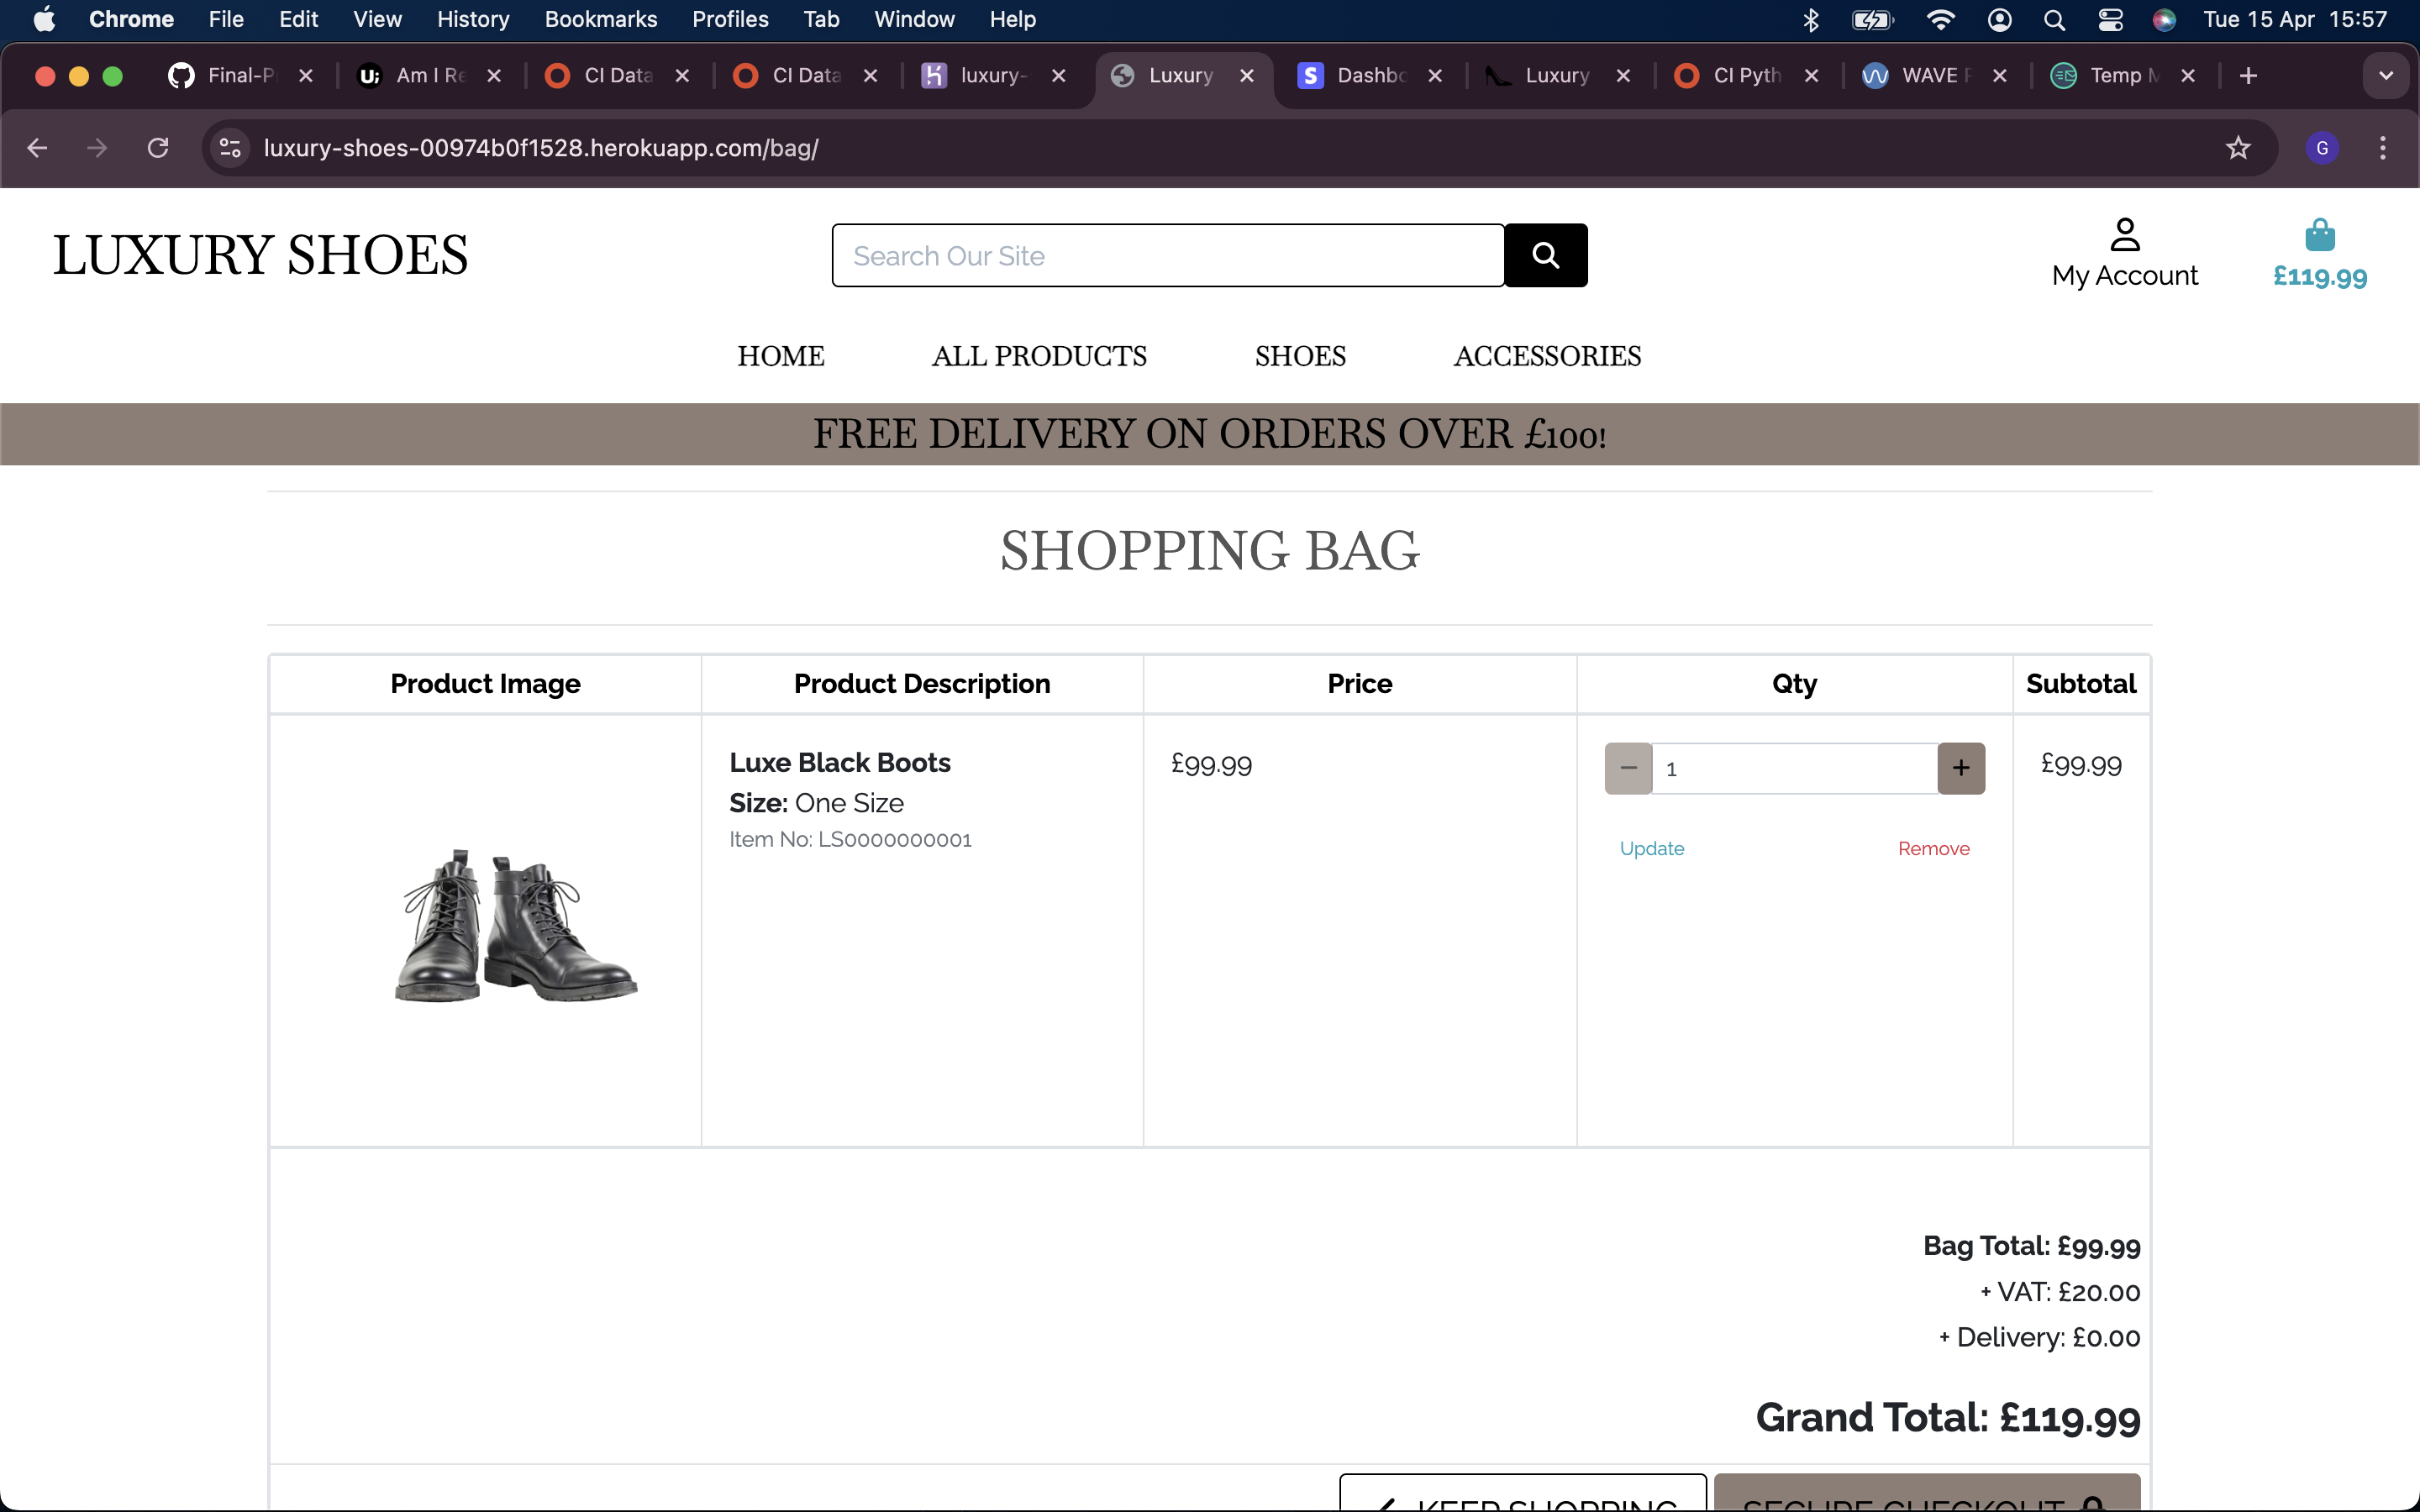 Chrome File Edit View History Bookmarks Profiles Tab Window Help Tue 15 Apr 15:57
Final-P Am I Re CI Data CI Data luxury- Luxury Dashbo Luxury CI Pyth WAVE Temp M
luxury-shoes-00974b0f1528.herokuapp.com/bag/ G
LUXURY SHOES
Search Our Site
My Account
£119.99
HOME ALL PRODUCTS SHOES ACCESSORIES
FREE DELIVERY ON ORDERS OVER £100!
SHOPPING BAG
Product Image Product Description Price Qty Subtotal
Luxe Black Boots £99.99 1 £99.99
Size: One Size
Item No: LS0000000001
Update Remove
Bag Total: £99.99
+ VAT: £20.00
+ Delivery: £0.00
Grand Total: £119.99
KEEP SHOPPING SECURE CHECKOUT